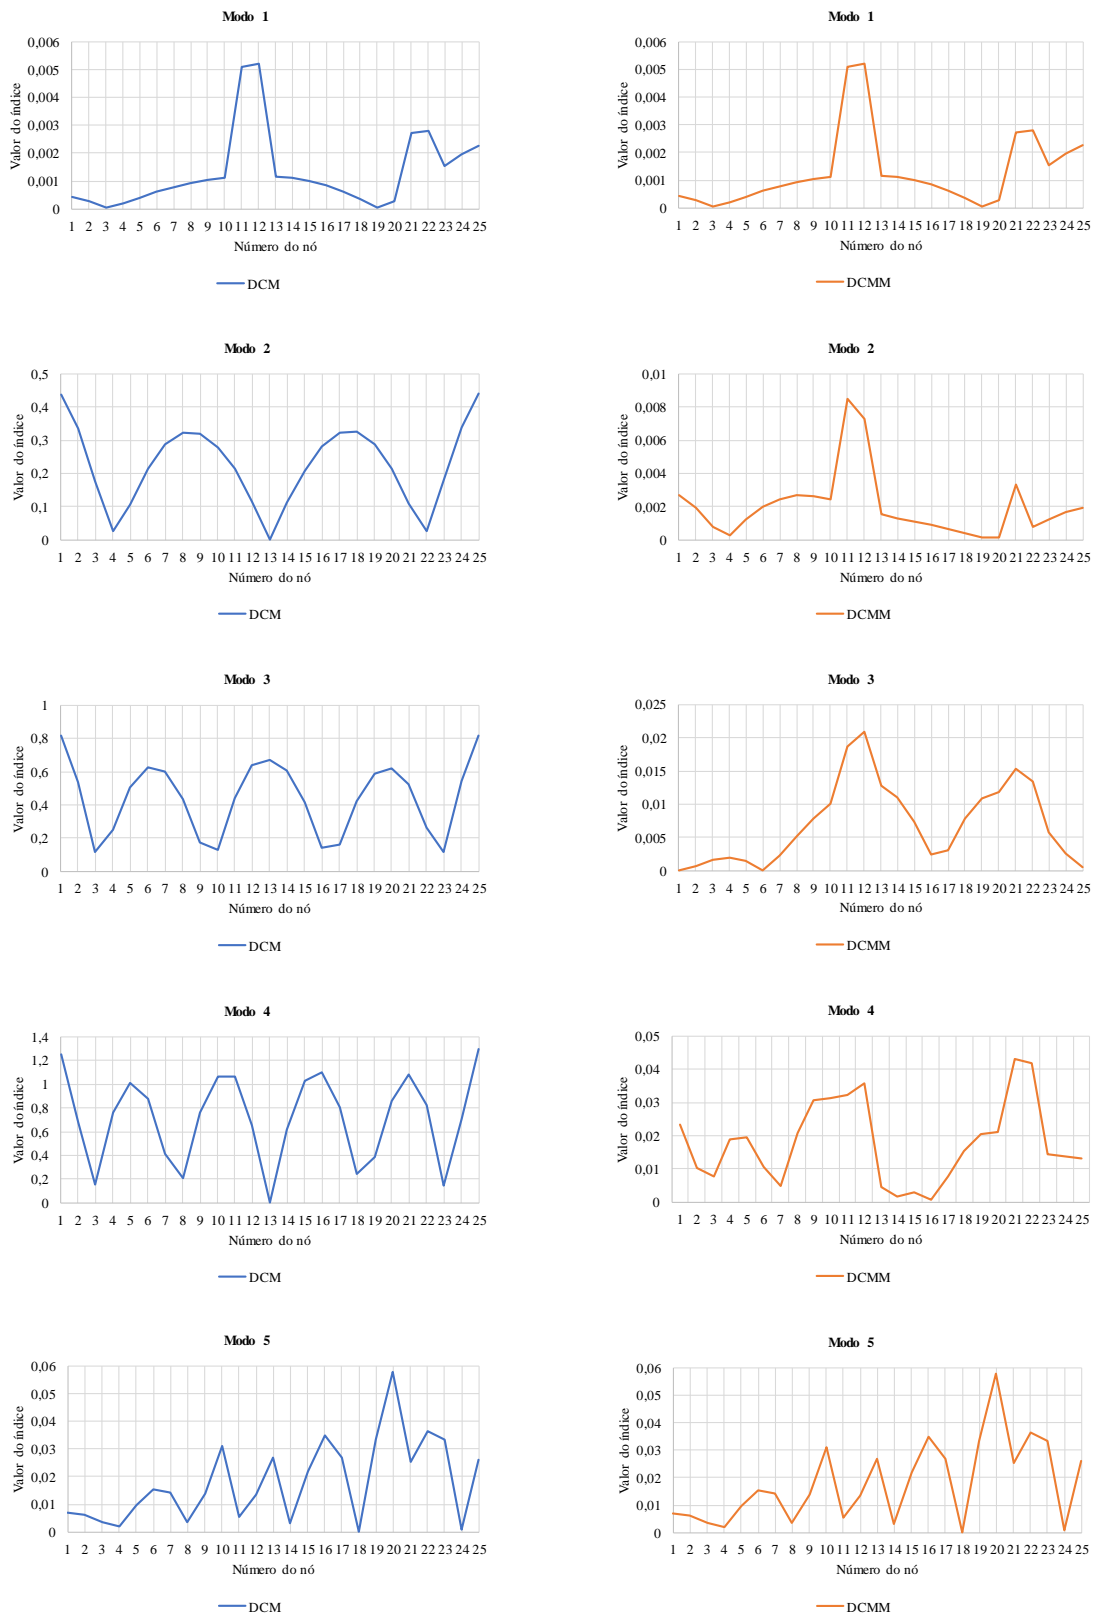 Modo 1
0,006
0,005
0,004
0,003
0,002
0,001
0
Valor do índice
1 2 3 4 5 6 7 8 9 10 11 12 13 14 15 16 17 18 19 20 21 22 23 24 25
Número do nó
DCM
Modo 1
0,006
0,005
0,004
0,003
0,002
0,001
0
Valor do índice
1 2 3 4 5 6 7 8 9 10 11 12 13 14 15 16 17 18 19 20 21 22 23 24 25
Número do nó
DCMM
Modo 2
0,5
0,4
0,3
0,2
0,1
0
Valor do índice
1 2 3 4 5 6 7 8 9 10 11 12 13 14 15 16 17 18 19 20 21 22 23 24 25
Número do nó
DCM
Modo 2
0,01
0,008
0,006
0,004
0,002
0
Valor do índice
1 2 3 4 5 6 7 8 9 10 11 12 13 14 15 16 17 18 19 20 21 22 23 24 25
Número do nó
DCMM
Modo 3
1
0,8
0,6
0,4
0,2
0
Valor do índice
1 2 3 4 5 6 7 8 9 10 11 12 13 14 15 16 17 18 19 20 21 22 23 24 25
Número do nó
DCM
Modo 3
0,025
0,02
0,015
0,01
0,005
0
Valor do índice
1 2 3 4 5 6 7 8 9 10 11 12 13 14 15 16 17 18 19 20 21 22 23 24 25
Número do nó
DCMM
Modo 4
1,4
1,2
1
0,8
0,6
0,4
0,2
0
Valor do índice
1 2 3 4 5 6 7 8 9 10 11 12 13 14 15 16 17 18 19 20 21 22 23 24 25
Número do nó
DCM
Modo 4
0,05
0,04
0,03
0,02
0,01
0
Valor do índice
1 2 3 4 5 6 7 8 9 10 11 12 13 14 15 16 17 18 19 20 21 22 23 24 25
Número do nó
DCMM
Modo 5
0,06
0,05
0,04
0,03
0,02
0,01
0
Valor do índice
1 2 3 4 5 6 7 8 9 10 11 12 13 14 15 16 17 18 19 20 21 22 23 24 25
Número do nó
DCM
Modo 5
0,06
0,05
0,04
0,03
0,02
0,01
0
Valor do índice
1 2 3 4 5 6 7 8 9 10 11 12 13 14 15 16 17 18 19 20 21 22 23 24 25
Número do nó
DCMM